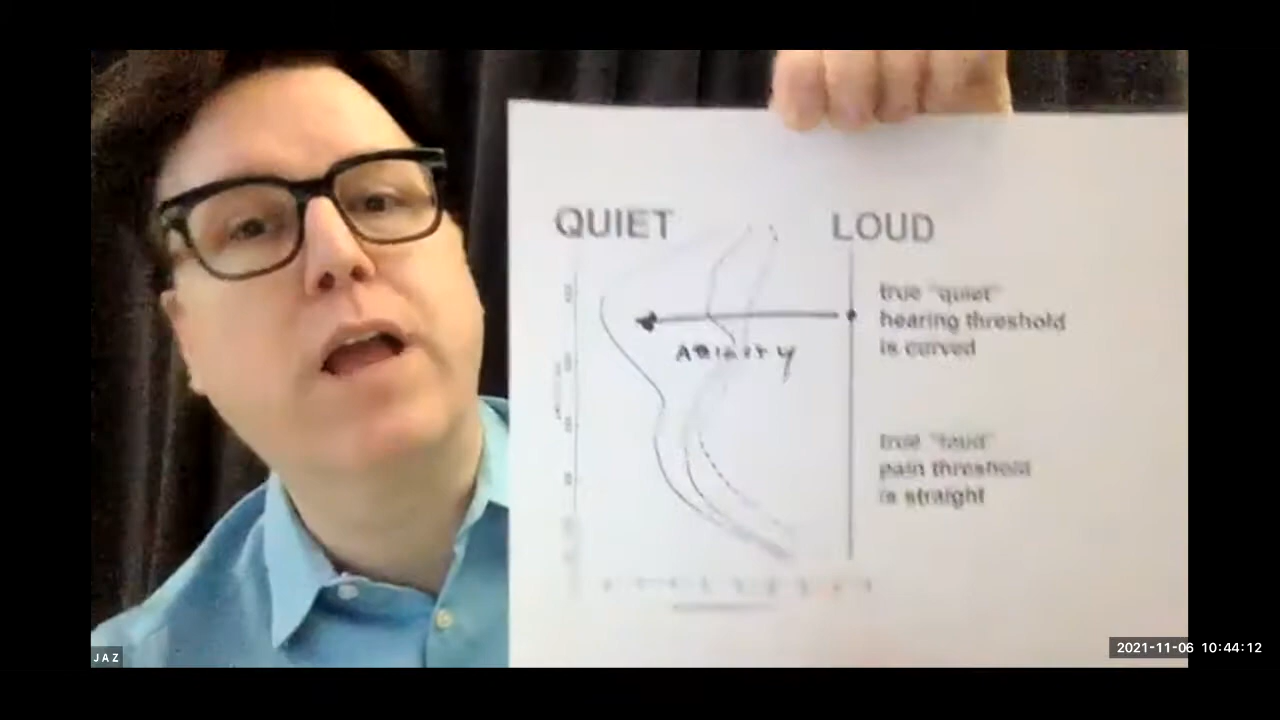 QUIET
LOUD
true "quiet"
hearing threshold
is curved
true "loud"
pain threshold
is straight
JAZ
2021-11-06 10:44:12